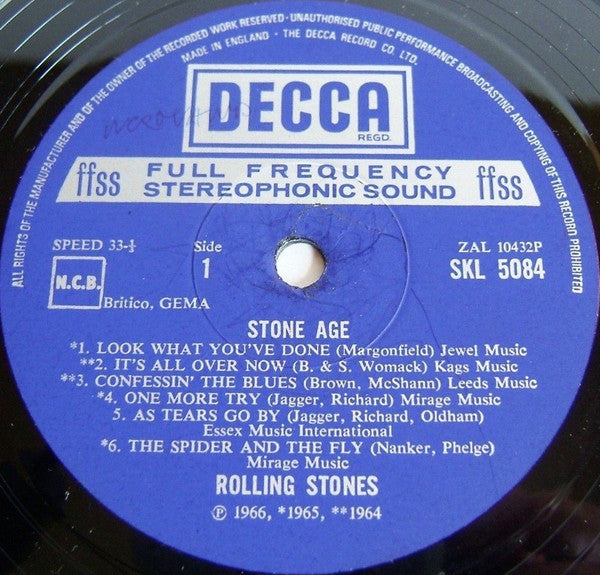 ALL RIGHTS OF THE MANUFACTURER AND OF THE OWNER OF THE RECORDED WORK RESERVED · UNAUTHORISED PUBLIC PERFORMANCE BROADCASTING AND COPYING OF THIS RECORD PROHIBITED
MADE IN ENGLAND · THE DECCA RECORD CO. LTD.
DECCA
REGD.
ffss FULL FREQUENCY ffss
STEREOPHONIC SOUND
SPEED 33-⅓ Side ZAL 10432P
1 SKL 5084
N.C.B.
Britico, GEMA
STONE AGE
*1. LOOK WHAT YOU'VE DONE (Margonfield) Jewel Music
**2. IT'S ALL OVER NOW (B. & S. Womack) Kags Music
**3. CONFESSIN' THE BLUES (Brown, McShann) Leeds Music
*4. ONE MORE TRY (Jagger, Richard) Mirage Music
5. AS TEARS GO BY (Jagger, Richard, Oldham)
Essex Music International
*6. THE SPIDER AND THE FLY (Nanker, Phelge)
Mirage Music
ROLLING STONES
℗ 1966, *1965, **1964